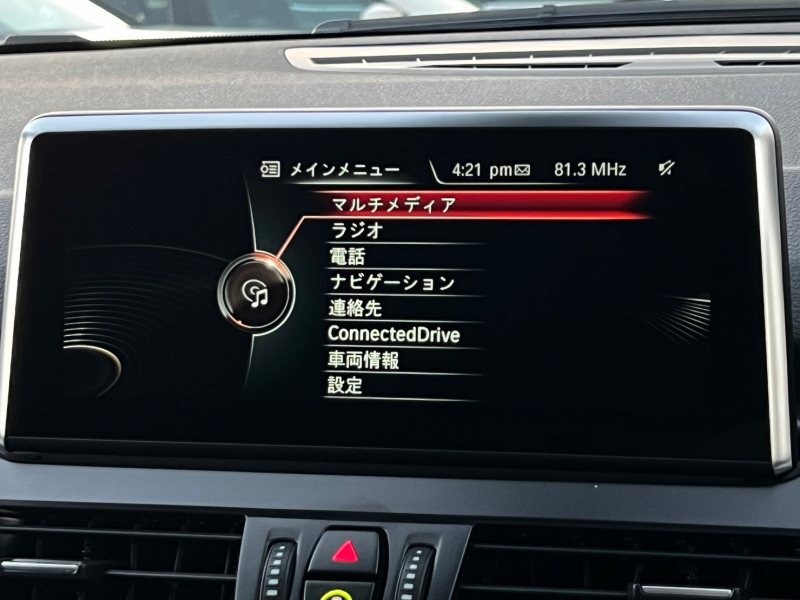 メインメニュー 4:21 pm 81.3 MHz
マルチメディア
ラジオ
電話
ナビゲーション
連絡先
ConnectedDrive
車両情報
設定